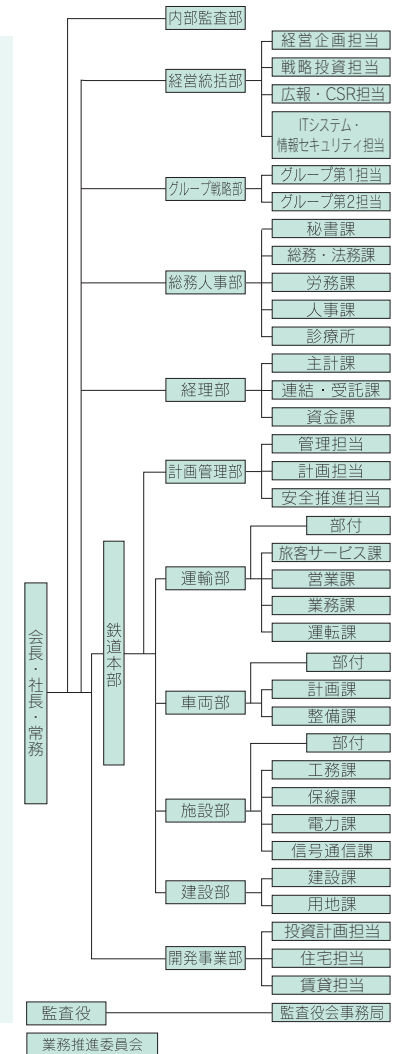 内部監査部
経営統括部
経営企画担当
戦略投資担当
広報・CSR担当
ITシステム・
情報セキュリティ担当
グループ戦略部
グループ第1担当
グループ第2担当
総務人事部
秘書課
総務・法務課
労務課
人事課
診療所
経理部
主計課
連結・受託課
資金課
会長・社長・常務
鉄道本部
計画管理部
管理担当
計画担当
安全推進担当
運輸部
部付
旅客サービス課
営業課
業務課
運転課
車両部
部付
計画課
整備課
施設部
部付
工務課
保線課
電力課
信号通信課
建設部
建設課
用地課
開発事業部
投資計画担当
住宅担当
賃貸担当
監査役
監査役会事務局
業務推進委員会